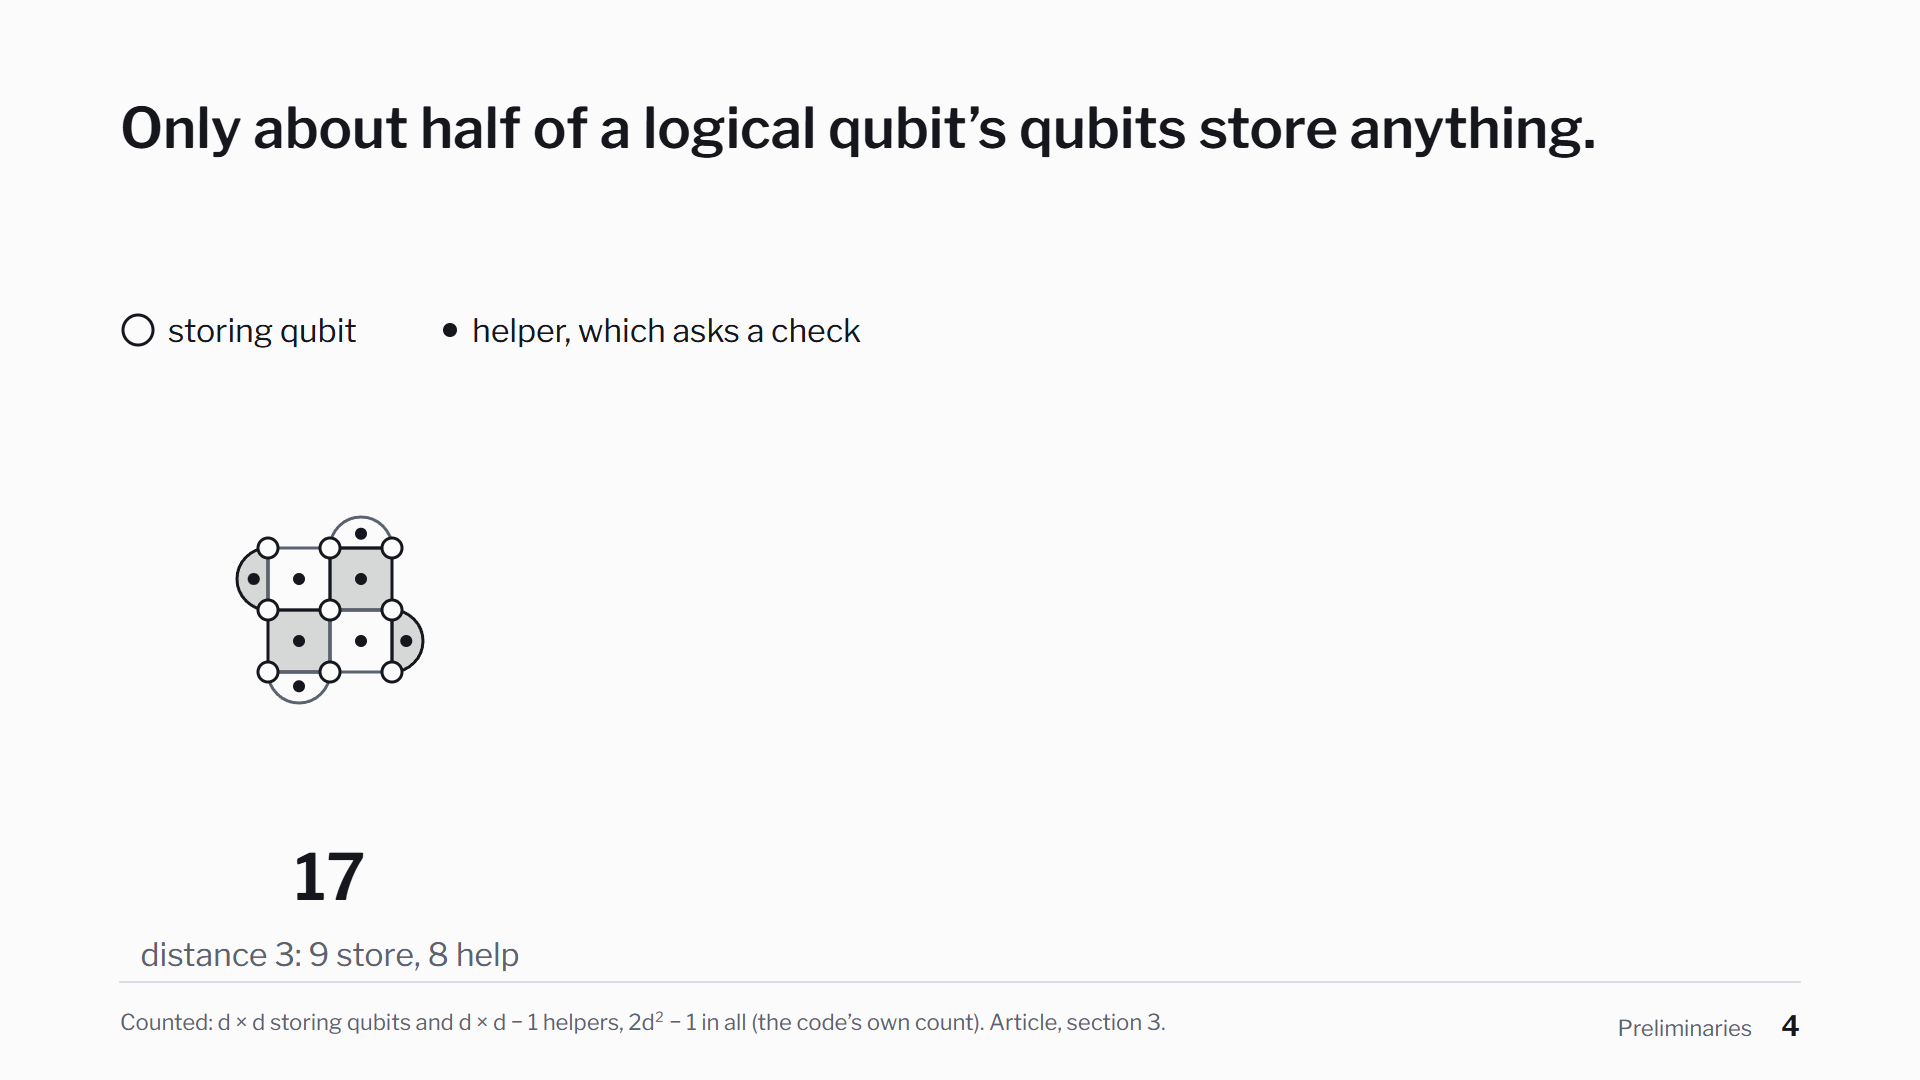 Only about half of a logical qubit’s qubits store anything.
storing qubit
helper, which asks a check
17
distance 3: 9 store, 8 help
Counted: d × d storing qubits and d × d − 1 helpers, 2d² − 1 in all (the code’s own count). Article, section 3.
Preliminaries 4